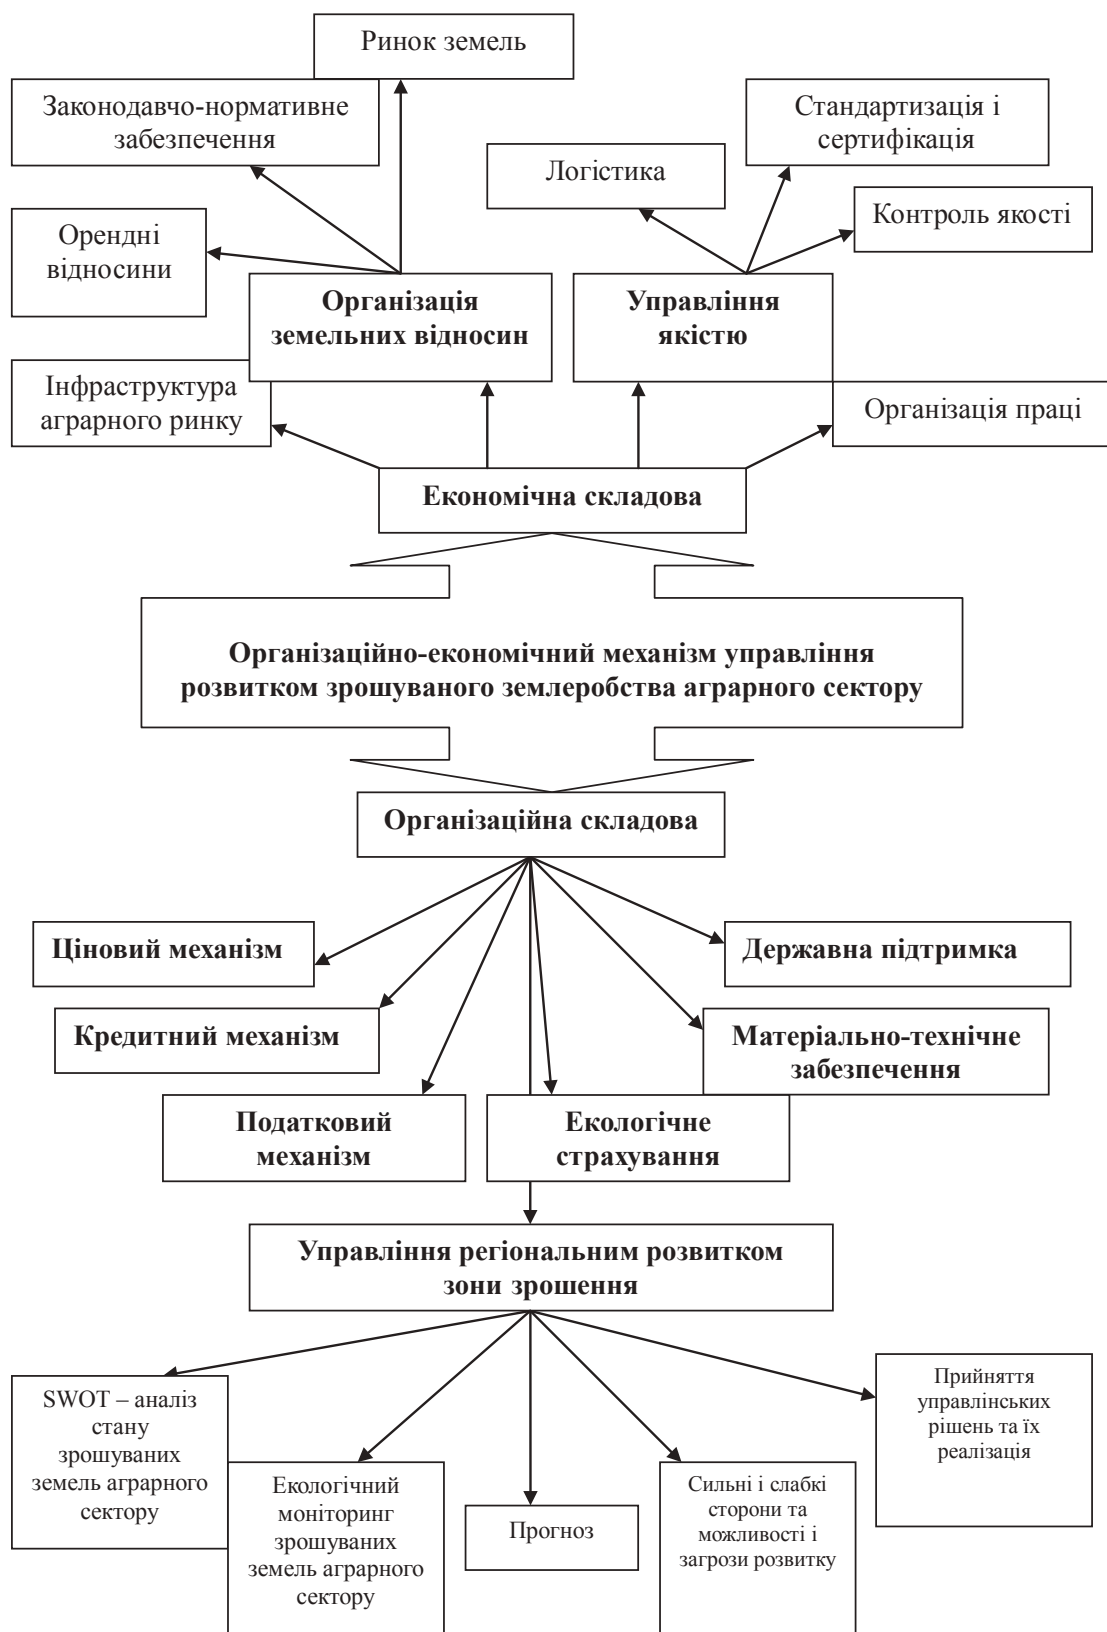 Ринок земель
Законодавчо-нормативне
забезпечення
Стандартизація і
сертифікація
Логістика
Орендні
відносини
Контроль якості
Організація
земельних відносин
Управління
якістю
Інфраструктура
аграрного ринку
Організація праці
Економічна складова
Організаційно-економічний механізм управління
розвитком зрошуваного землеробства аграрного сектору
Організаційна складова
Ціновий механізм
Державна підтримка
Кредитний механізм
Матеріально-технічне
забезпечення
Податковий
механізм
Екологічне
страхування
Управління регіональним розвитком
зони зрошення
SWOT – аналіз
стану
зрошуваних
земель аграрного
сектору
Екологічний
моніторинг
зрошуваних
земель аграрного
сектору
Прогноз
Сильні і слабкі
сторони та
можливості і
загрози розвитку
Прийняття
управлінських
рішень та їх
реалізація